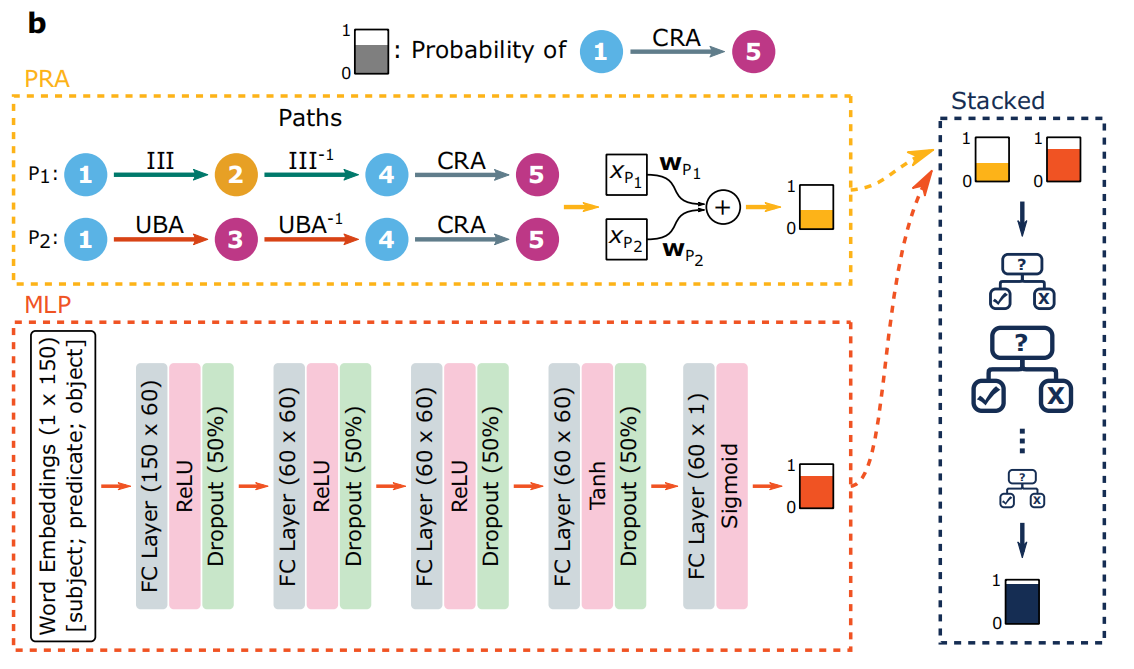 b
1
0
: Probability of 1 CRA 5
PRA
Paths
P1: 1 III 2 III-1 4 CRA 5
P2: 1 UBA 3 UBA-1 4 CRA 5
xP1 wP1
xP2 wP2
+
1
0
MLP
Word Embeddings (1 x 150)
[subject; predicate; object]
FC Layer (150 x 60)
ReLU
Dropout (50%)
FC Layer (60 x 60)
ReLU
Dropout (50%)
FC Layer (60 x 60)
ReLU
Dropout (50%)
FC Layer (60 x 60)
Tanh
Dropout (50%)
FC Layer (60 x 1)
Sigmoid
1
0
Stacked
1 1
0 0
?
X
?
X
?
X
1
0